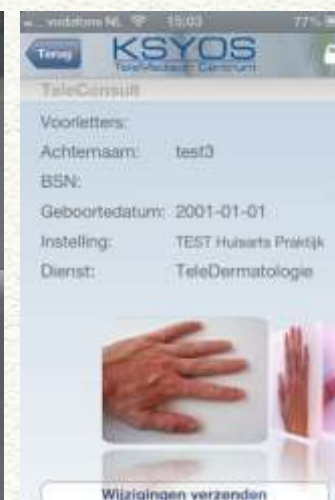 vodafone NL 15:03 77%
Terug
KSYOS
TeleMedisch Centrum
TeleConsult
Voorletters:
Achternaam: test3
BSN:
Geboortedatum: 2001-01-01
Instelling: TEST Huisarts Praktijk
Dienst: TeleDermatologie
Wijzigingen verzenden